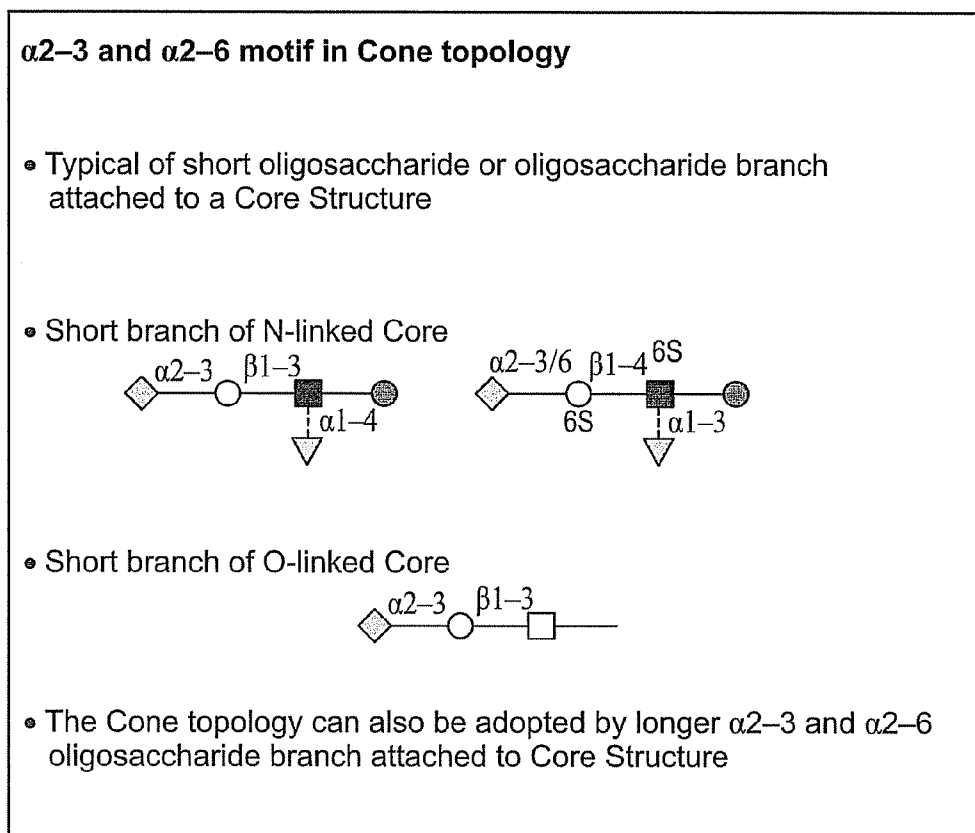 α2–3 and α2–6 motif in Cone topology
• Typical of short oligosaccharide or oligosaccharide branch
attached to a Core Structure
• Short branch of N-linked Core
α2–3 β1–3 α2–3/6 β1–4 6S
α1–4 6S α1–3
• Short branch of O-linked Core
α2–3 β1–3
• The Cone topology can also be adopted by longer α2–3 and α2–6
oligosaccharide branch attached to Core Structure